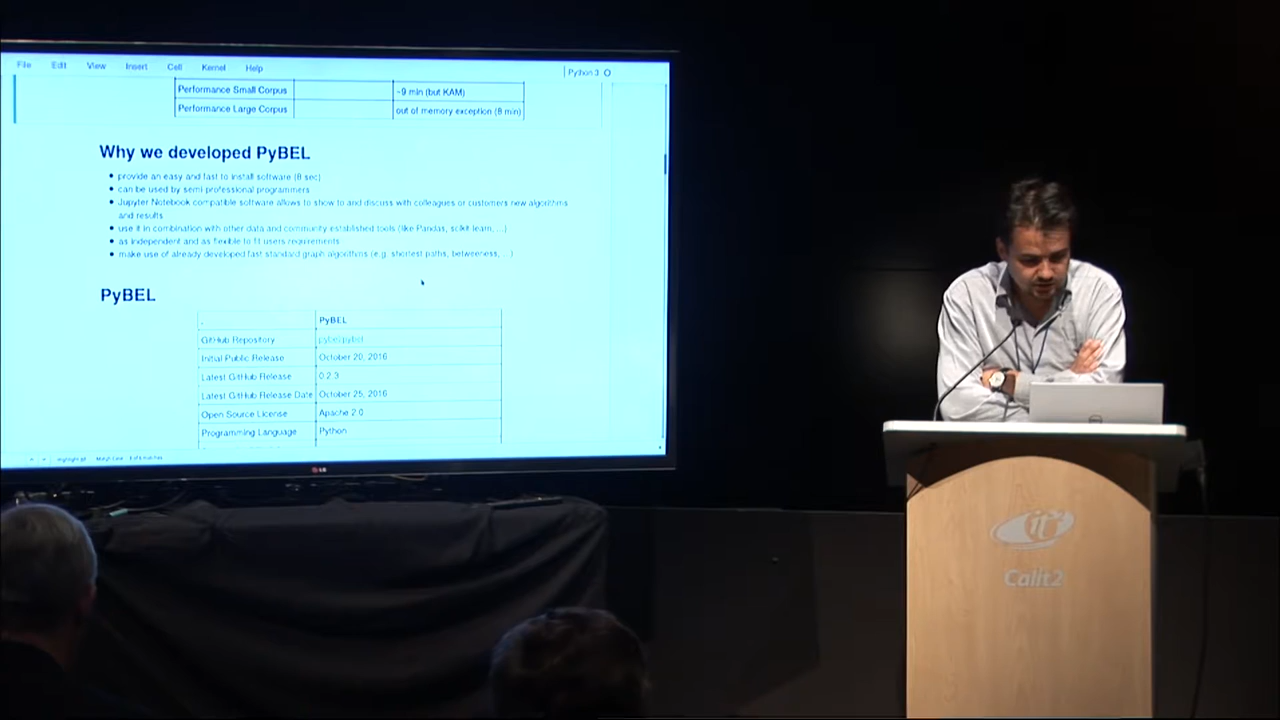 File Edit View Insert Cell Kernel Help
Python 3
Performance Small Corpus ~9 min (but KAM)
Performance Large Corpus out of memory exception (8 min)
Why we developed PyBEL
provide an easy and fast to install software (8 sec)
can be used by semi professional programmers
Jupyter Notebook compatible software allows to show to and discuss with colleagues or customers new algorithms
and results
use it in combination with other data and community established tools (like Pandas, scikit-learn, ...)
as independent and as flexible to fit users requirements
make use of already developed fast standard graph algorithms (e.g. shortest paths, betweeness, ...)
PyBEL
. PyBEL
GitHub Repository pybel/pybel
Initial Public Release October 20, 2016
Latest GitHub Release 0.2.3
Latest GitHub Release Date October 25, 2016
Open Source License Apache 2.0
Programming Language Python
Highlight All Match Case
LG
DELL
it
Calit2